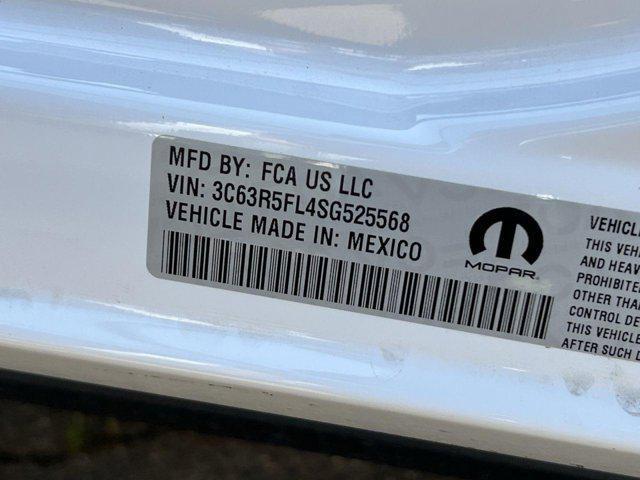 MFD BY: FCA US LLC
VIN: 3C63R5FL4SG525568
VEHICLE MADE IN: MEXICO
MOPAR
VEHICL
THIS VEHI
AND HEAV
PROHIBITE
OTHER THA
CONTROL DE
THIS VEHICLE
AFTER SUCH D